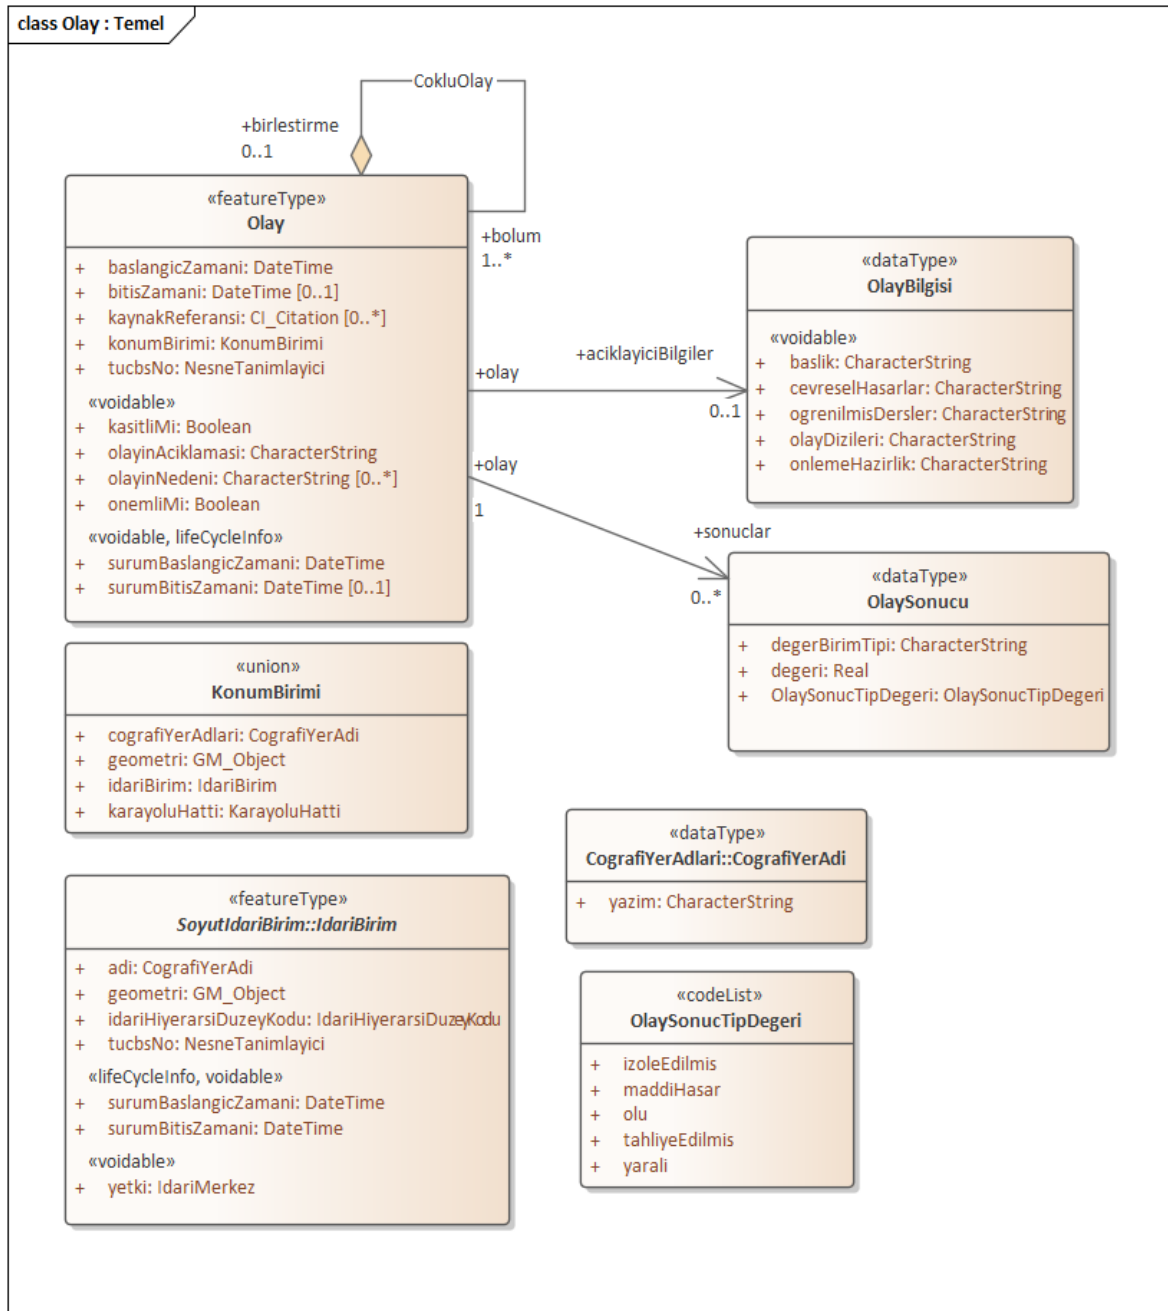 class Olay : Temel
CokluOlay
+birlestirme
0..1
«featureType»
Olay
+ baslangicZamani: DateTime
+ bitisZamani: DateTime [0..1]
+ kaynakReferansi: CI_Citation [0..*]
+ konumBirimi: KonumBirimi
+ tucbsNo: NesneTanimlayici
«voidable»
+ kasitliMi: Boolean
+ olayinAciklamasi: CharacterString
+ olayinNedeni: CharacterString [0..*]
+ onemliMi: Boolean
«voidable, lifeCycleInfo»
+ surumBaslangicZamani: DateTime
+ surumBitisZamani: DateTime [0..1]
+bolum
1..*
+olay
+aciklayiciBilgiler
0..1
«dataType»
OlayBilgisi
«voidable»
+ baslik: CharacterString
+ cevreselHasarlar: CharacterString
+ ogrenilmisDersler: CharacterString
+ olayDizileri: CharacterString
+ onlemeHazirlik: CharacterString
+olay
1
+sonuclar
0..*
«dataType»
OlaySonucu
+ degerBirimTipi: CharacterString
+ degeri: Real
+ OlaySonucTipDegeri: OlaySonucTipDegeri
«union»
KonumBirimi
+ cografiYerAdlari: CografiYerAdi
+ geometri: GM_Object
+ idariBirim: IdariBirim
+ karayoluHatti: KarayoluHatti
«dataType»
CografiYerAdlari::CografiYerAdi
+ yazim: CharacterString
«featureType»
SoyutIdariBirim::IdariBirim
+ adi: CografiYerAdi
+ geometri: GM_Object
+ idariHiyerarsiDuzeyKodu: IdariHiyerarsiDuzeyKodu
+ tucbsNo: NesneTanimlayici
«lifeCycleInfo, voidable»
+ surumBaslangicZamani: DateTime
+ surumBitisZamani: DateTime
«voidable»
+ yetki: IdariMerkez
«codeList»
OlaySonucTipDegeri
+ izoleEdilmis
+ maddiHasar
+ olu
+ tahliyeEdilmis
+ yarali